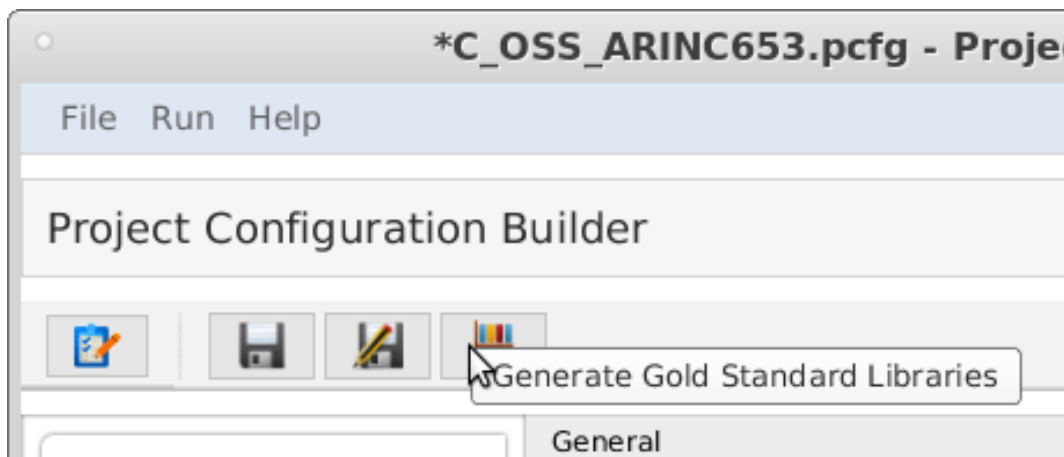 *C_OSS_ARINC653.pcfg - Proje
File Run Help
Project Configuration Builder
Generate Gold Standard Libraries
General